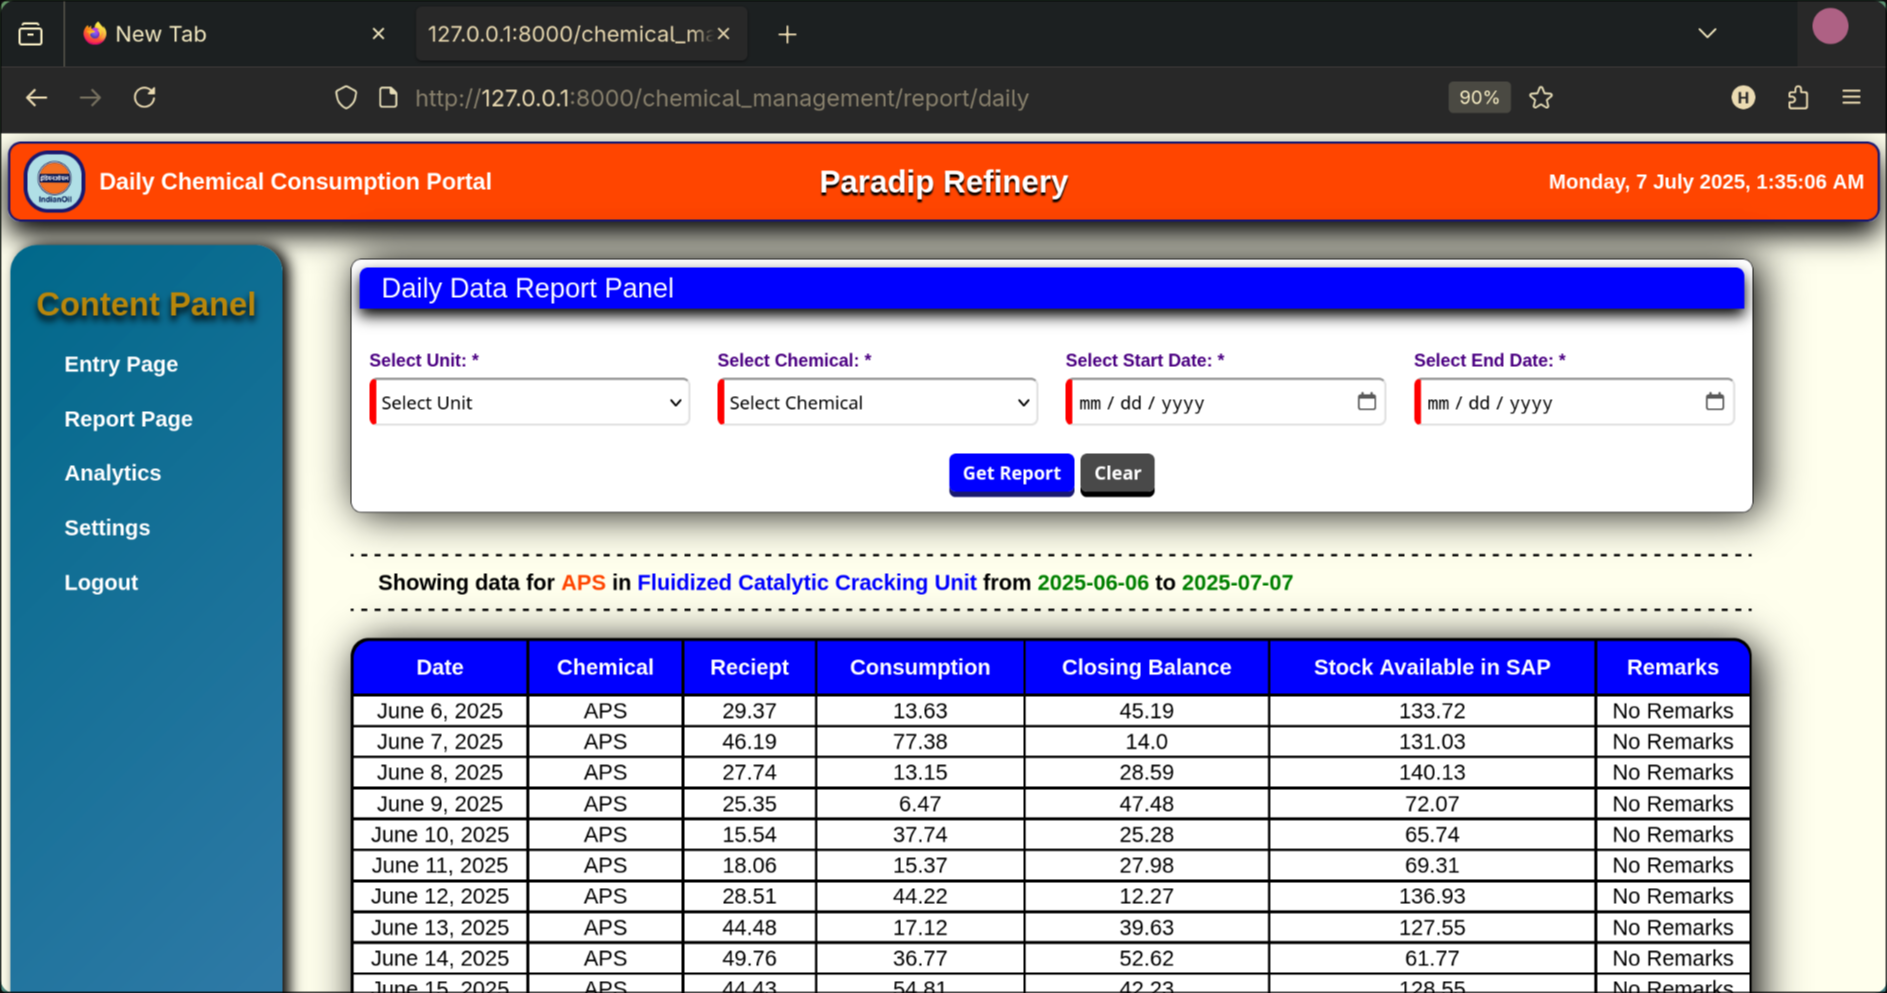 New Tab
127.0.0.1:8000/chemical_ma
http://127.0.0.1:8000/chemical_management/report/daily
90%
H
IndianOil
Daily Chemical Consumption Portal
Paradip Refinery
Monday, 7 July 2025, 1:35:06 AM
Content Panel
Entry Page
Report Page
Analytics
Settings
Logout
Daily Data Report Panel
Select Unit: * Select Chemical: * Select Start Date: * Select End Date: *
Select Unit Select Chemical mm / dd / yyyy mm / dd / yyyy
Get Report Clear
Showing data for APS in Fluidized Catalytic Cracking Unit from 2025-06-06 to 2025-07-07
Date Chemical Reciept Consumption Closing Balance Stock Available in SAP Remarks
June 6, 2025 APS 29.37 13.63 45.19 133.72 No Remarks
June 7, 2025 APS 46.19 77.38 14.0 131.03 No Remarks
June 8, 2025 APS 27.74 13.15 28.59 140.13 No Remarks
June 9, 2025 APS 25.35 6.47 47.48 72.07 No Remarks
June 10, 2025 APS 15.54 37.74 25.28 65.74 No Remarks
June 11, 2025 APS 18.06 15.37 27.98 69.31 No Remarks
June 12, 2025 APS 28.51 44.22 12.27 136.93 No Remarks
June 13, 2025 APS 44.48 17.12 39.63 127.55 No Remarks
June 14, 2025 APS 49.76 36.77 52.62 61.77 No Remarks
June 15, 2025 APS 44.43 54.81 42.23 128.55 No Remarks